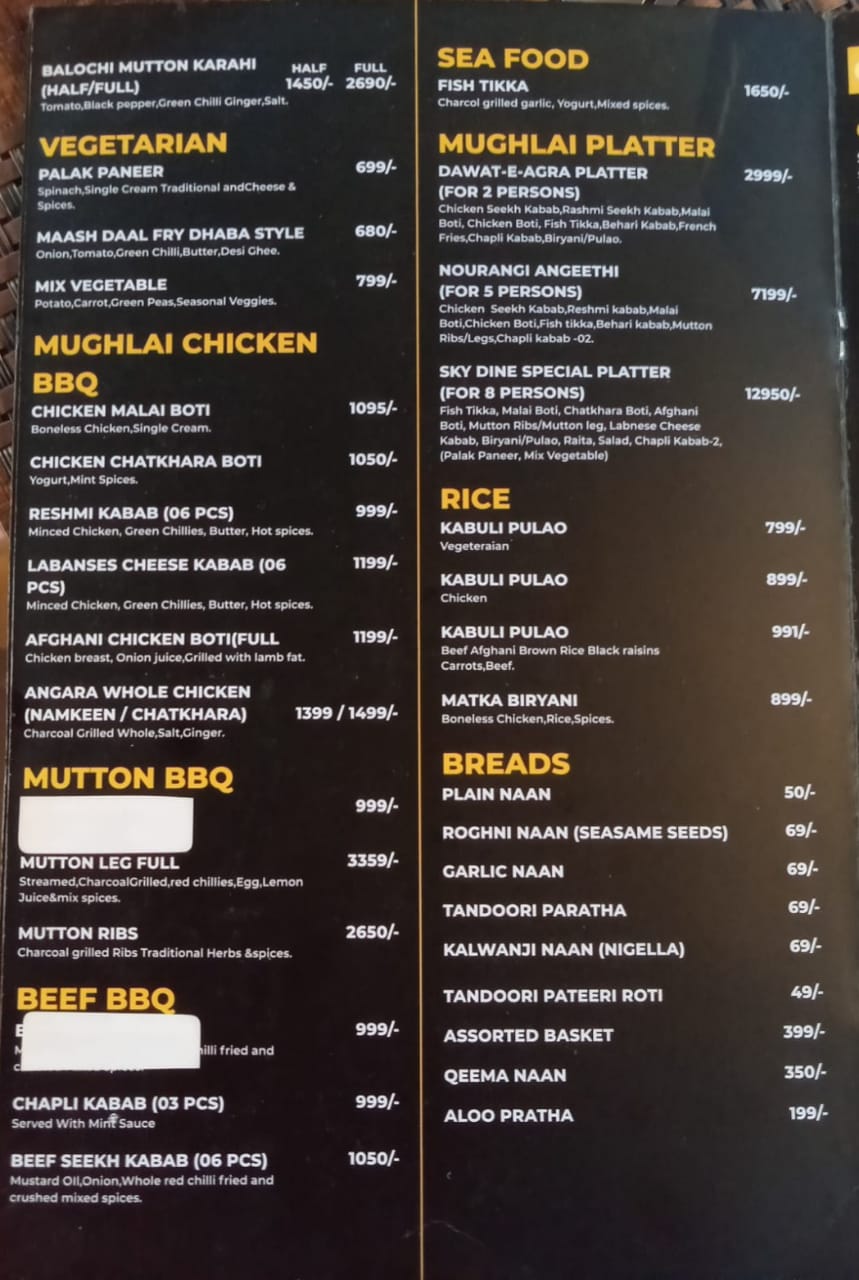 BALOCHI MUTTON KARAHI HALF FULL
(HALF/FULL) 1450/- 2690/-
Tomato,Black pepper,Green Chilli Ginger,Salt.
VEGETARIAN
PALAK PANEER 699/-
Spinach,Single Cream Traditional andCheese &
Spices.
MAASH DAAL FRY DHABA STYLE 680/-
Onion,Tomato,Green Chilli,Butter,Desi Ghee.
MIX VEGETABLE 799/-
Potato,Carrot,Green Peas,Seasonal Veggies.
MUGHLAI CHICKEN
BBQ
CHICKEN MALAI BOTI 1095/-
Boneless Chicken,Single Cream.
CHICKEN CHATKHARA BOTI 1050/-
Yogurt,Mint Spices.
RESHMI KABAB (06 PCS) 999/-
Minced Chicken, Green Chillies, Butter, Hot spices.
LABANSES CHEESE KABAB (06 1199/-
PCS)
Minced Chicken, Green Chillies, Butter, Hot spices.
AFGHANI CHICKEN BOTI(FULL 1199/-
Chicken breast, Onion juice,Grilled with lamb fat.
ANGARA WHOLE CHICKEN
(NAMKEEN / CHATKHARA) 1399 / 1499/-
Charcoal Grilled Whole,Salt,Ginger.
MUTTON BBQ
999/-
MUTTON LEG FULL 3359/-
Streamed,CharcoalGrilled,red chillies,Egg,Lemon
Juice&mix spices.
MUTTON RIBS 2650/-
Charcoal grilled Ribs Traditional Herbs &spices.
BEEF BBQ
999/-
fried and
CHAPLI KABAB (03 PCS) 999/-
Served With Mint Sauce
BEEF SEEKH KABAB (06 PCS) 1050/-
Mustard OIl,Onion,Whole red chilli fried and
crushed mixed spices.
SEA FOOD
FISH TIKKA 1650/-
Charcol grilled garlic, Yogurt,Mixed spices.
MUGHLAI PLATTER
DAWAT-E-AGRA PLATTER 2999/-
(FOR 2 PERSONS)
Chicken Seekh Kabab,Rashmi Seekh Kabab,Malai
Boti, Chicken Boti, Fish Tikka,Behari Kabab,French
Fries,Chapli Kabab,Biryani/Pulao.
NOURANGI ANGEETHI
(FOR 5 PERSONS) 7199/-
Chicken Seekh Kabab,Reshmi kabab,Malai
Boti,Chicken Boti,Fish tikka,Behari kabab,Mutton
Ribs/Legs,Chapli kabab -02.
SKY DINE SPECIAL PLATTER
(FOR 8 PERSONS) 12950/-
Fish Tikka, Malai Boti, Chatkhara Boti, Afghani
Boti, Mutton Ribs/Mutton leg, Labnese Cheese
Kabab, Biryani/Pulao, Raita, Salad, Chapli Kabab-2,
(Palak Paneer, Mix Vegetable)
RICE
KABULI PULAO 799/-
Vegeteraian
KABULI PULAO 899/-
Chicken
KABULI PULAO 991/-
Beef Afghani Brown Rice Black raisins
Carrots,Beef.
MATKA BIRYANI 899/-
Boneless Chicken,Rice,Spices.
BREADS
PLAIN NAAN 50/-
ROGHNI NAAN (SEASAME SEEDS) 69/-
GARLIC NAAN 69/-
TANDOORI PARATHA 69/-
KALWANJI NAAN (NIGELLA) 69/-
TANDOORI PATEERI ROTI 49/-
ASSORTED BASKET 399/-
QEEMA NAAN 350/-
ALOO PRATHA 199/-